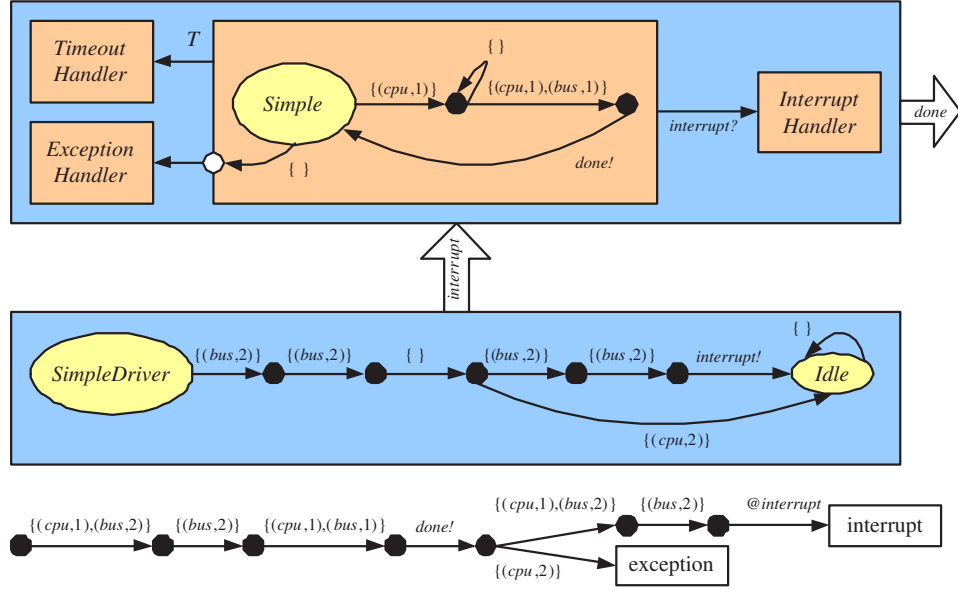 Timeout
Handler
T
Exception
Handler
Simple
{(cpu,1)}
{ }
{(cpu,1),(bus,1)}
done!
{ }
interrupt?
Interrupt
Handler
done
interrupt
SimpleDriver
{(bus,2)}
{(bus,2)}
{ }
{(bus,2)}
{(bus,2)}
interrupt!
{ }
Idle
{(cpu,2)}
{(cpu,1),(bus,2)}
{(bus,2)}
{(cpu,1),(bus,1)}
done!
{(cpu,1),(bus,2)}
{(bus,2)}
@interrupt
interrupt
{(cpu,2)}
exception